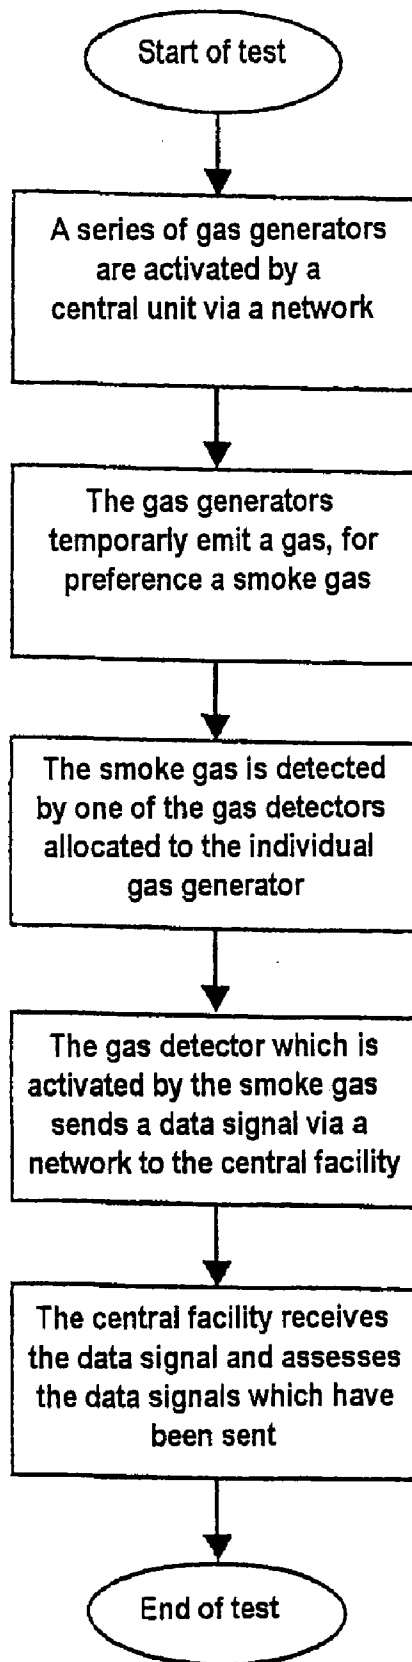 Start of test
A series of gas generators
are activated by a
central unit via a network
The gas generators
temporarly emit a gas, for
preference a smoke gas
The smoke gas is detected
by one of the gas detectors
allocated to the individual
gas generator
The gas detector which is
activated by the smoke gas
sends a data signal via a
network to the central facility
The central facility receives
the data signal and assesses
the data signals which have
been sent
End of test